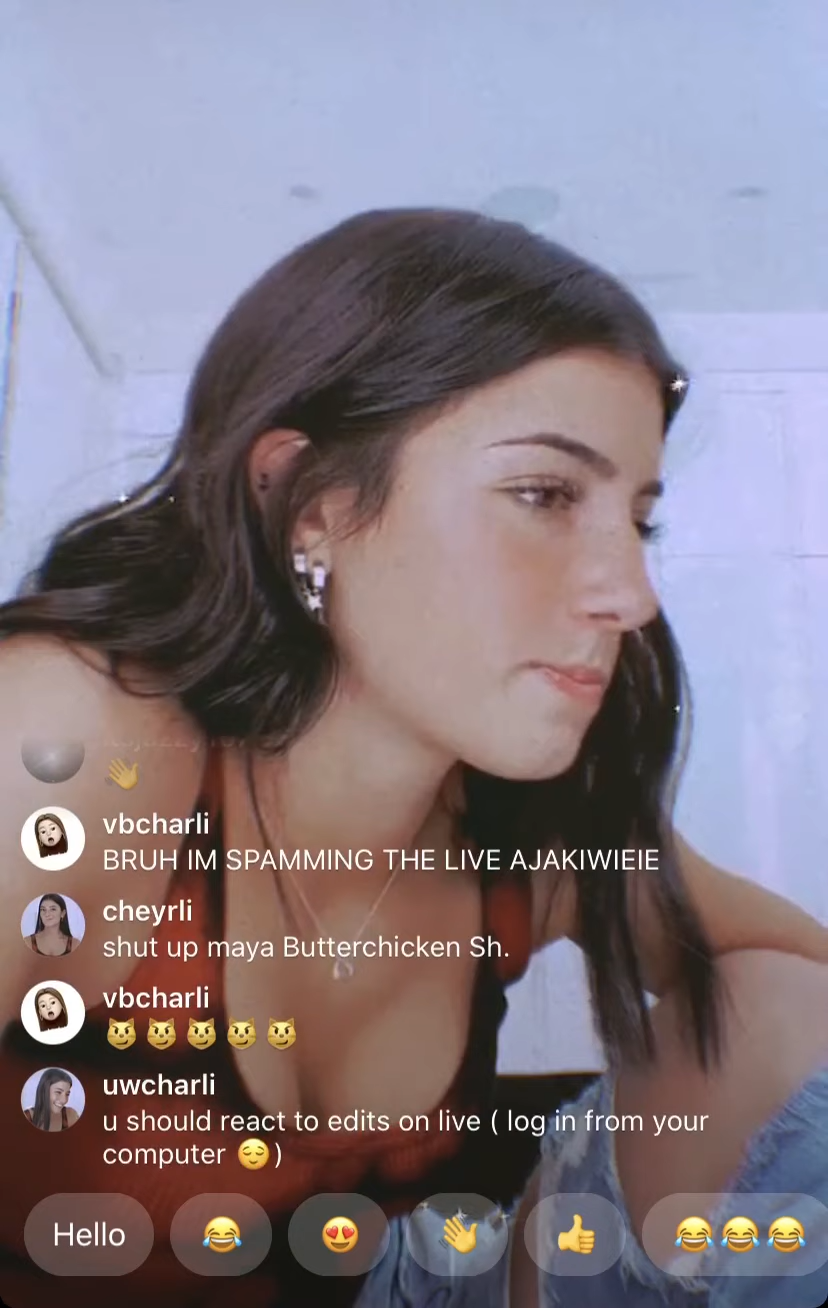 👋
vbcharli
BRUH IM SPAMMING THE LIVE AJAKIWIEIE
cheyrli
shut up maya Butterchicken Sh.
vbcharli
😼😼😼😼😼
uwcharli
u should react to edits on live ( log in from your
computer 😌)
Hello 😂 😍 👋 👍 😂😂😂